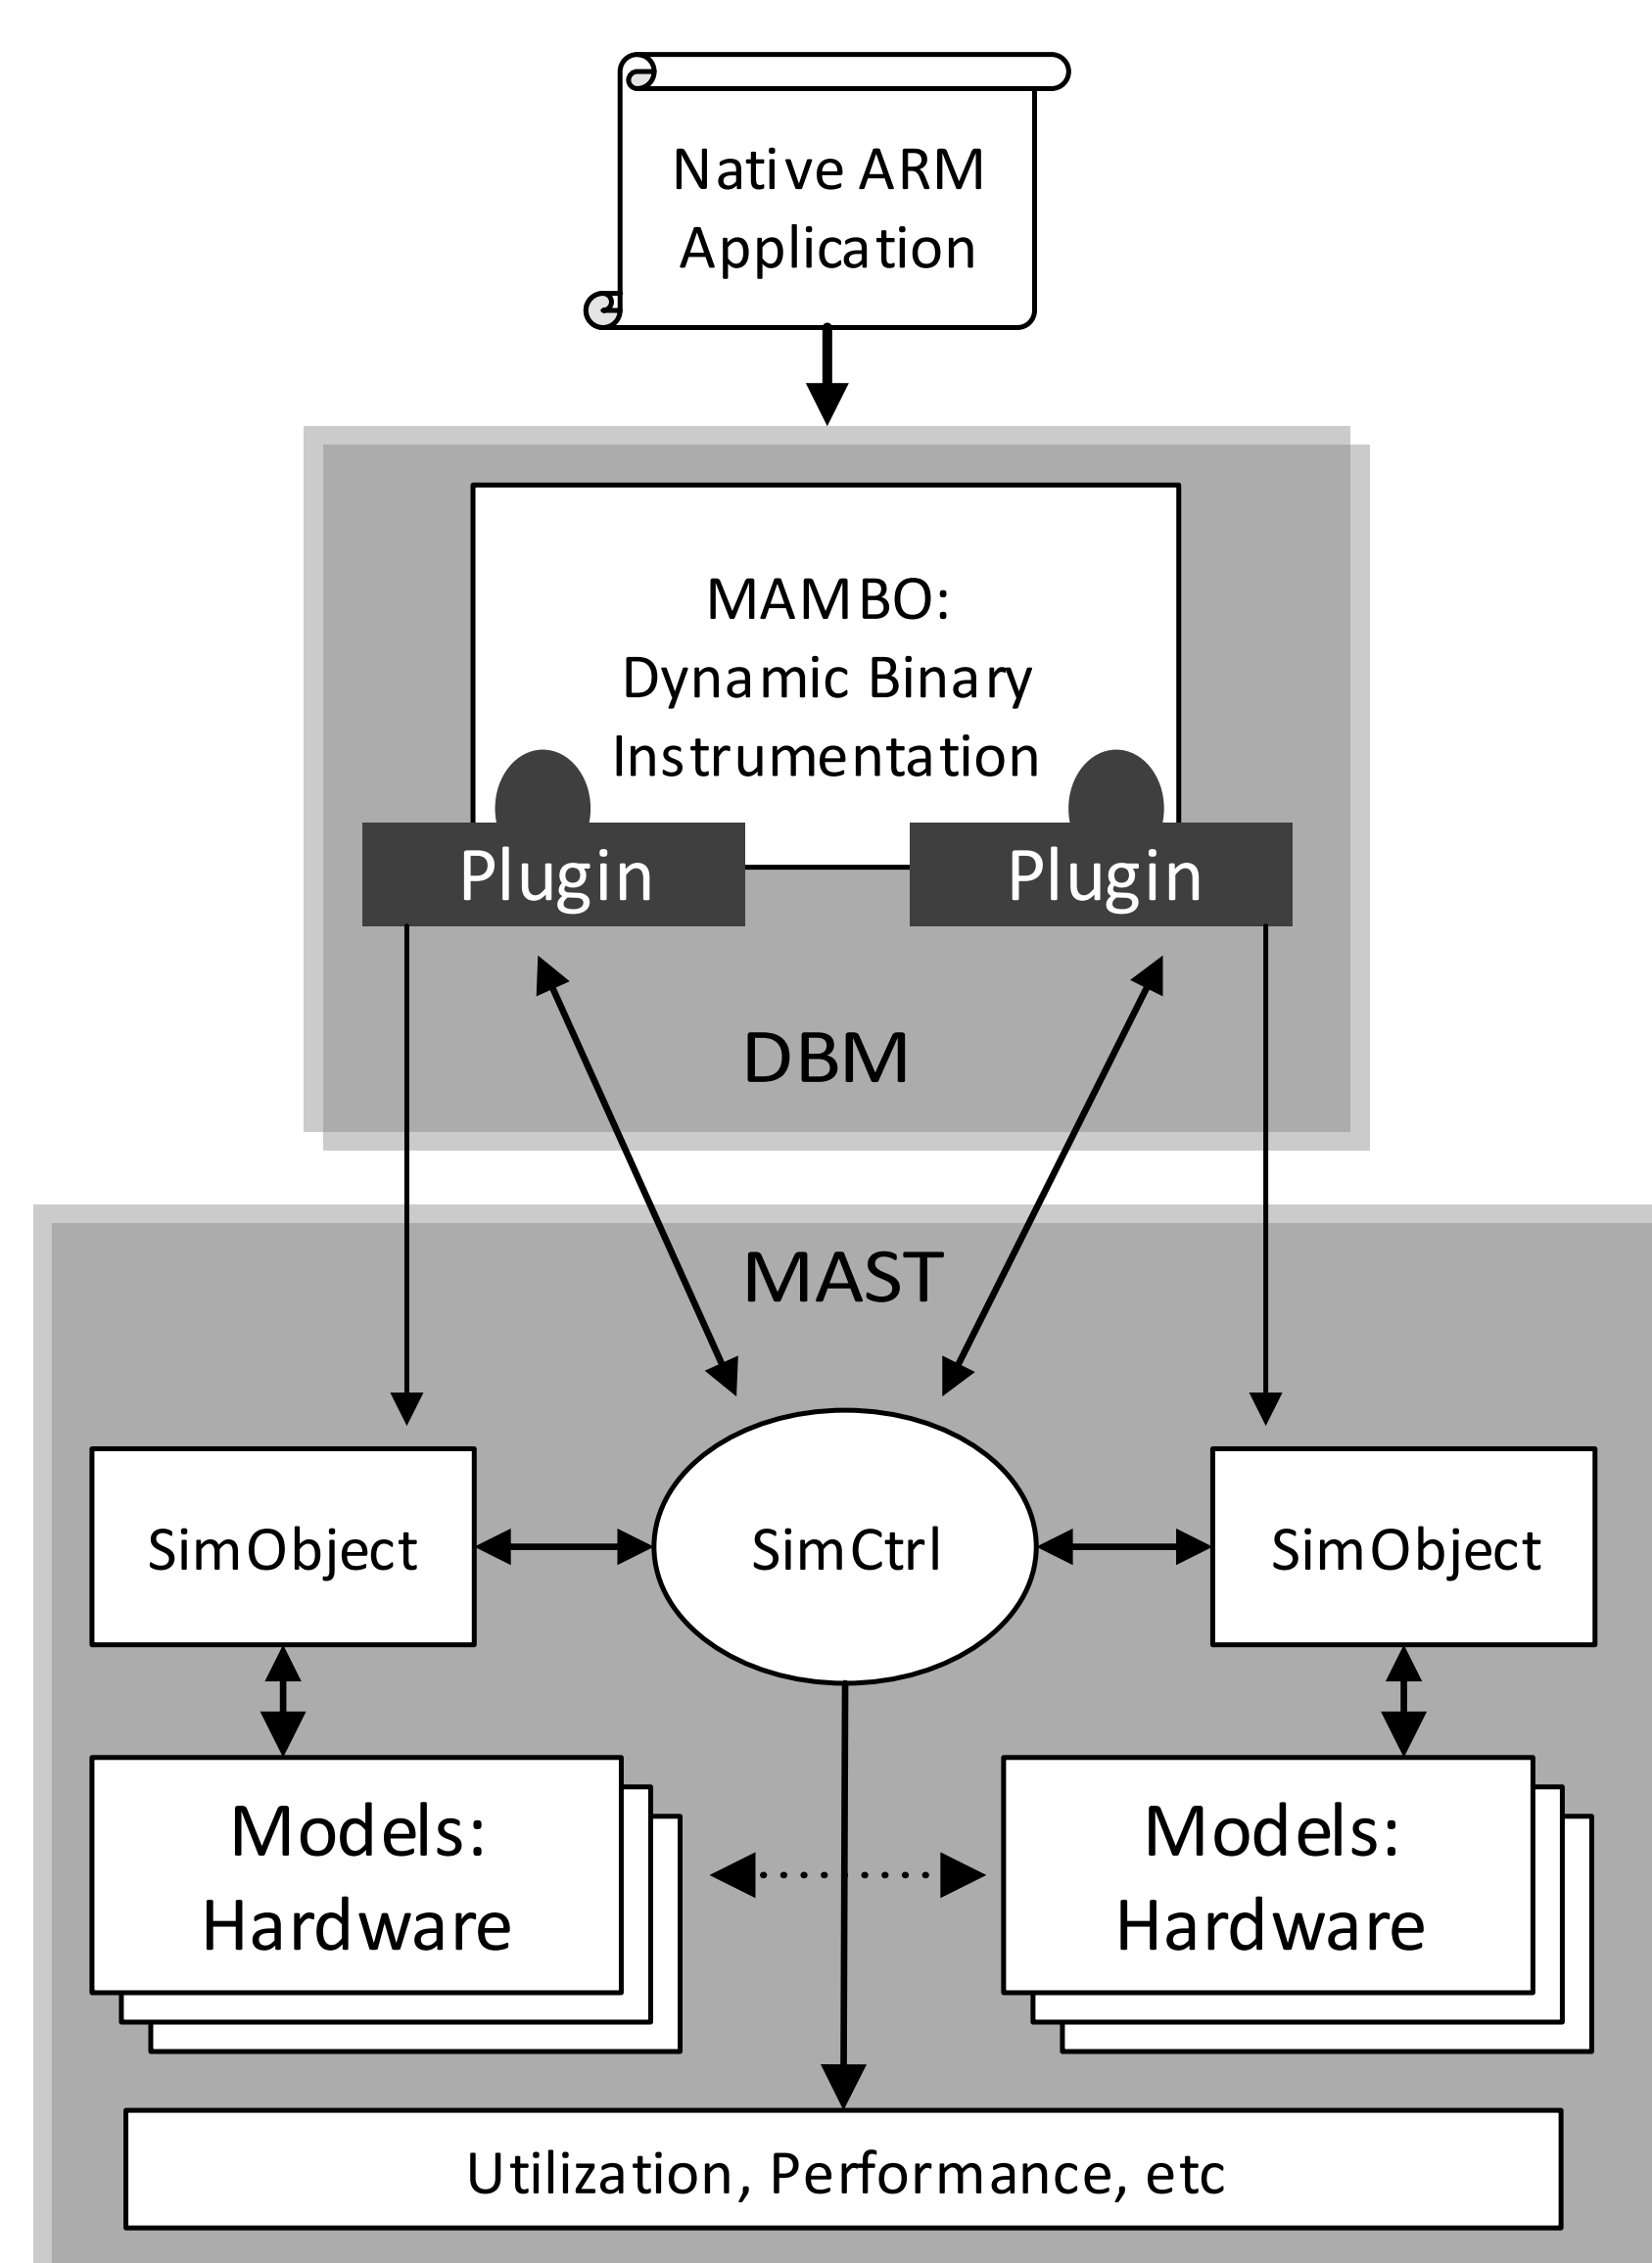 Native ARM
Application
MAMBO:
Dynamic Binary
Instrumentation
Plugin
Plugin
DBM
MAST
SimObject
SimCtrl
SimObject
Models:
Hardware
Models:
Hardware
Utilization, Performance, etc